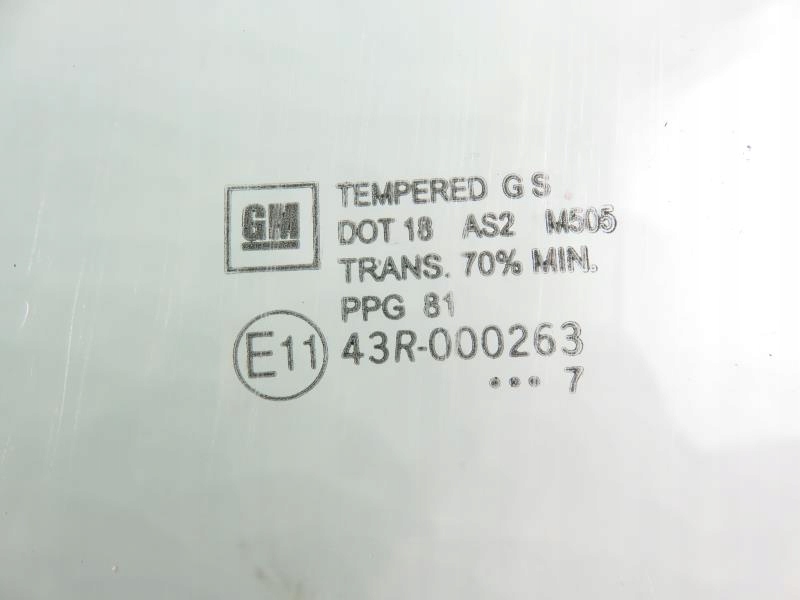 GM
TEMPERED G S
DOT 18 AS2 M505
TRANS. 70% MIN.
PPG 81
E11 43R-000263
... 7